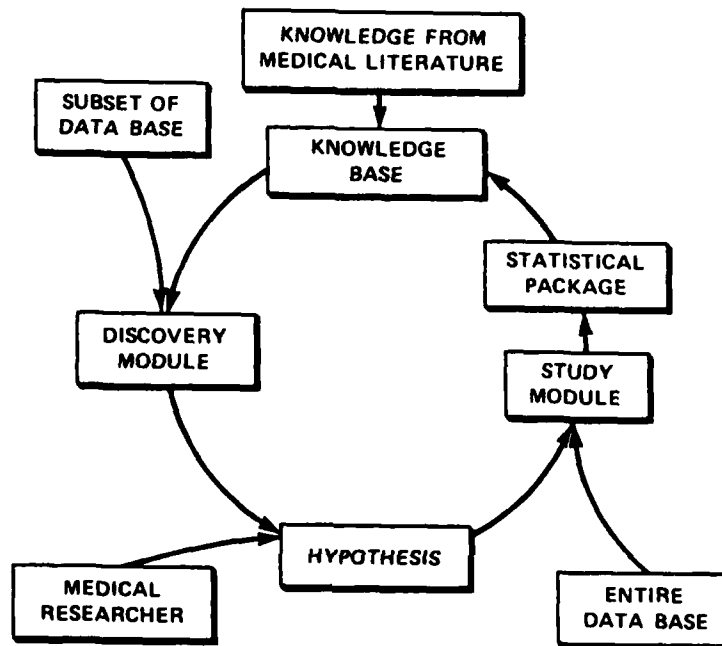 KNOWLEDGE FROM
MEDICAL LITERATURE
SUBSET OF
DATA BASE
KNOWLEDGE
BASE
STATISTICAL
PACKAGE
DISCOVERY
MODULE
STUDY
MODULE
HYPOTHESIS
MEDICAL
RESEARCHER
ENTIRE
DATA BASE